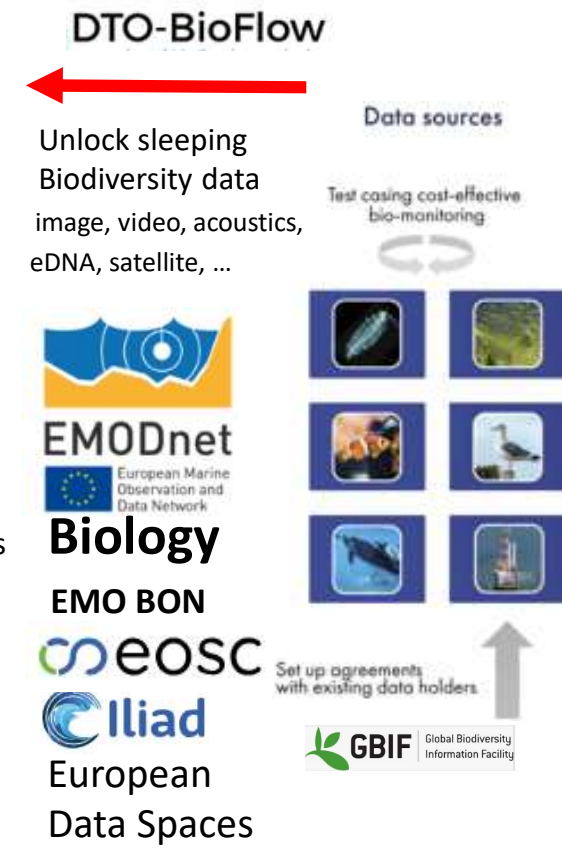 DTO-BioFlow
Unlock sleeping
Biodiversity data
image, video, acoustics,
eDNA, satellite, ...
EMODnet
European Marine
Observation and
Data Network
s
Biology
EMO BON
eosc
Iliad
European
Data Spaces
Data sources
Test casing cost-effective
bio-monitoring
Set up agreements
with existing data holders
GBIF
Global Biodiversity
Information Facility